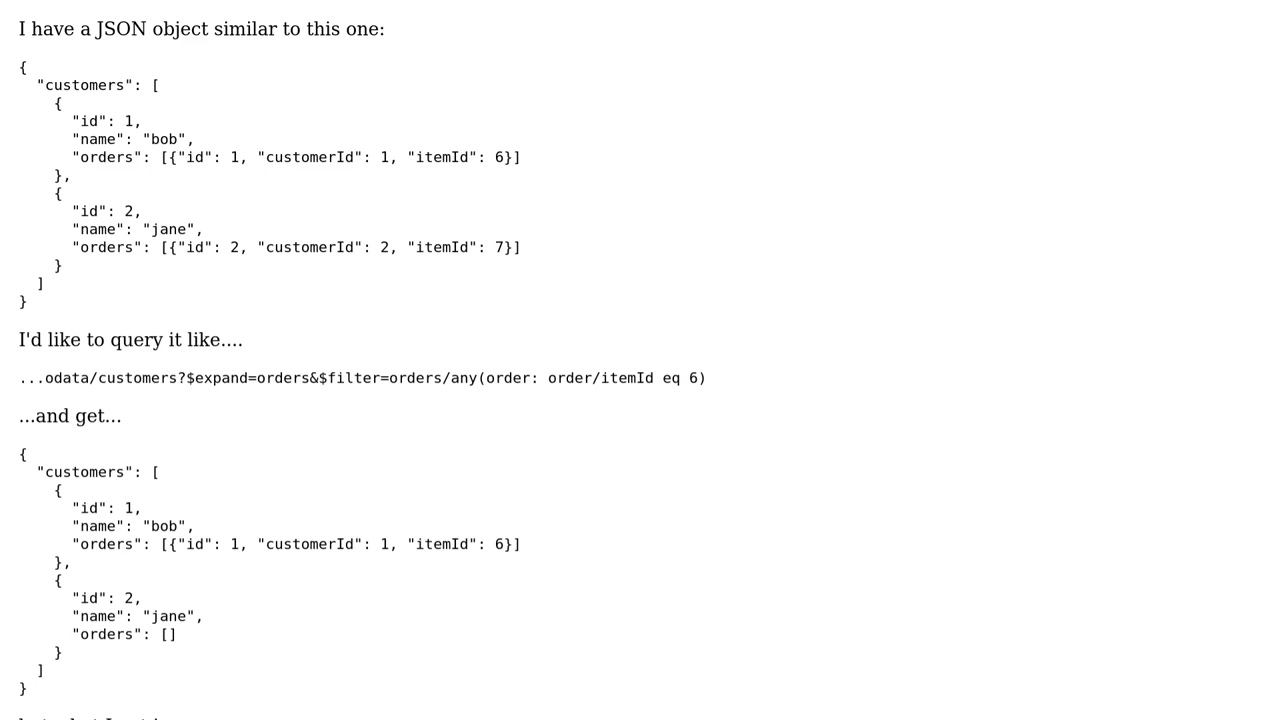 I have a JSON object similar to this one:
{
  "customers": [
    {
      "id": 1,
      "name": "bob",
      "orders": [{"id": 1, "customerId": 1, "itemId": 6}]
    },
    {
      "id": 2,
      "name": "jane",
      "orders": [{"id": 2, "customerId": 2, "itemId": 7}]
    }
  ]
}
I'd like to query it like....
...odata/customers?$expand=orders&$filter=orders/any(order: order/itemId eq 6)
...and get...
{
  "customers": [
    {
      "id": 1,
      "name": "bob",
      "orders": [{"id": 1, "customerId": 1, "itemId": 6}]
    },
    {
      "id": 2,
      "name": "jane",
      "orders": []
    }
  ]
}